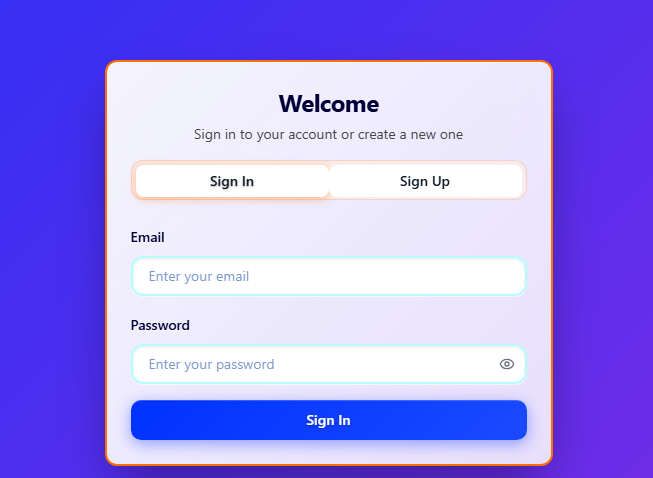 Welcome
Sign in to your account or create a new one
Sign In
Sign Up
Email
Enter your email
Password
Enter your password
Sign In